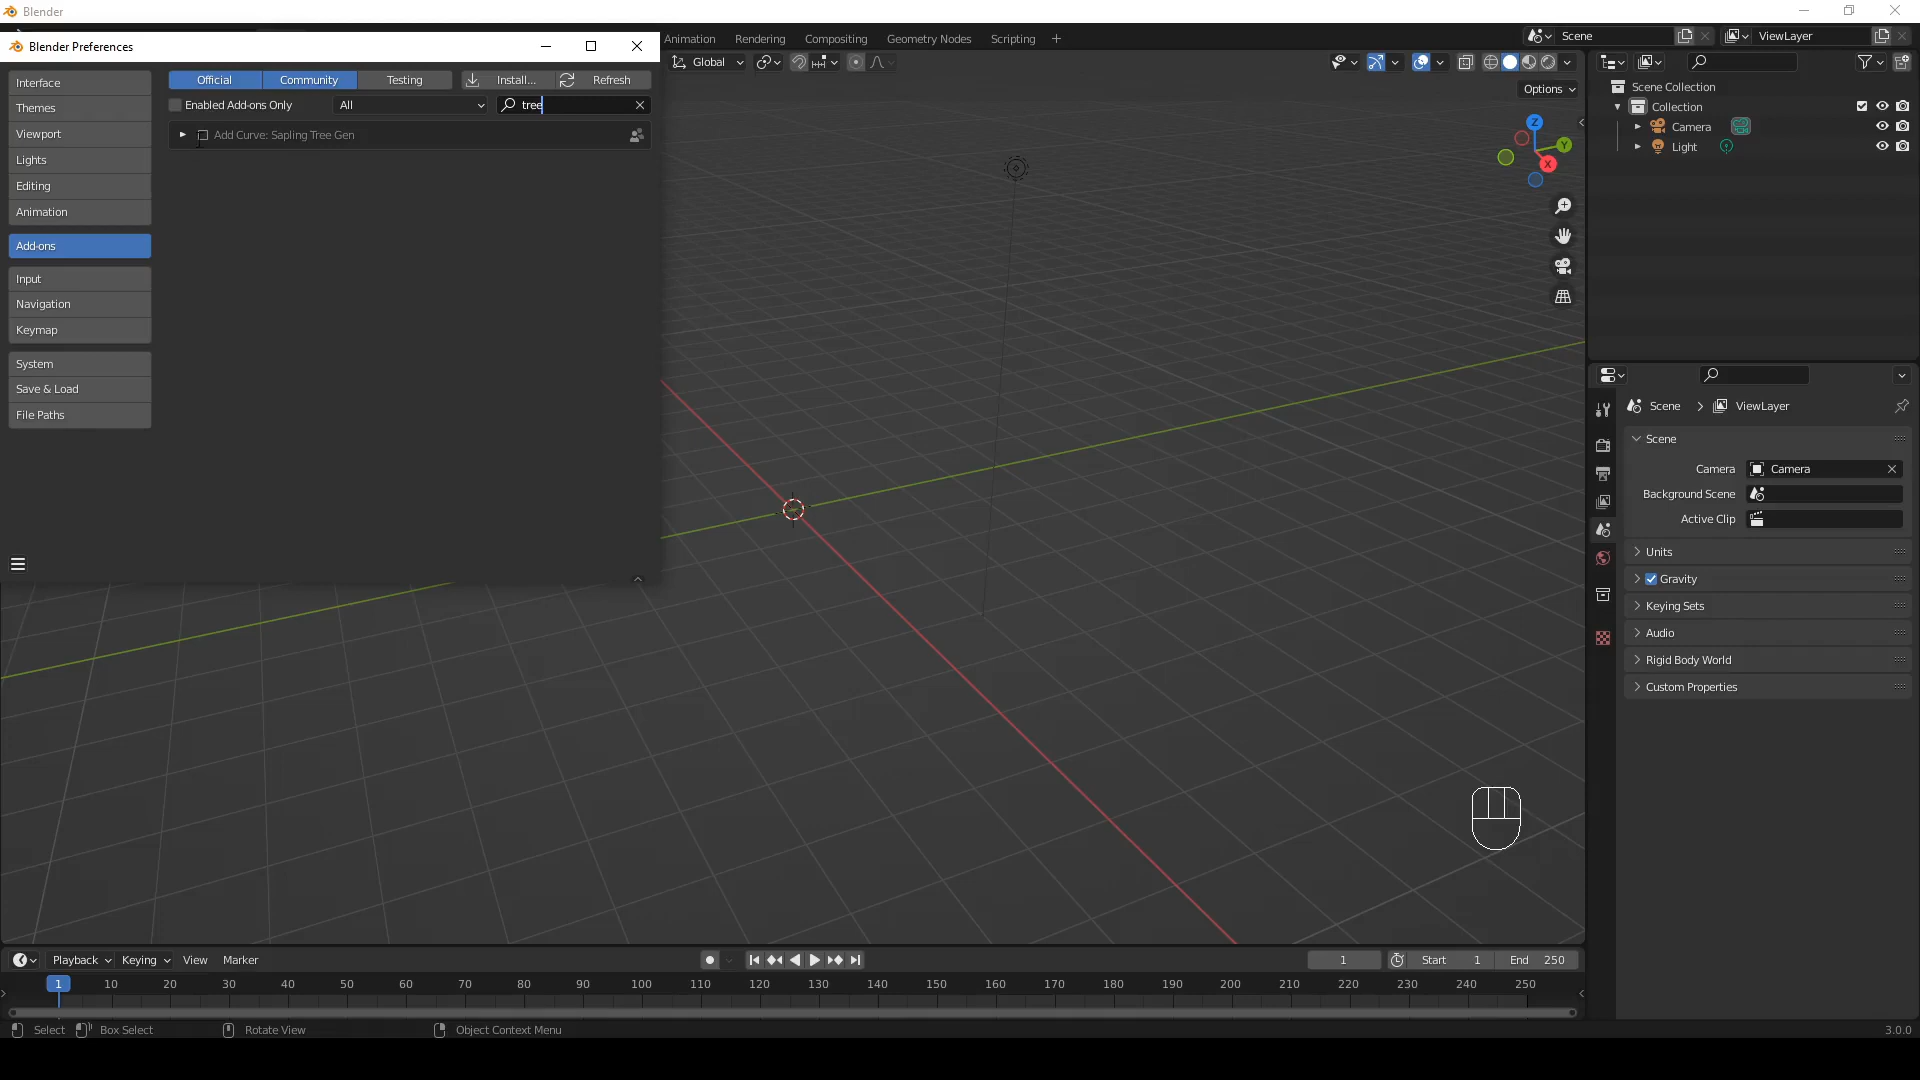 Blender
Blender Preferences
Animation Rendering Compositing Geometry Nodes Scripting
Scene
ViewLayer
Official Community Testing Install... Refresh
Global
Options
Enabled Add-ons Only All tree
Add Curve: Sapling Tree Gen
Interface
Themes
Viewport
Lights
Editing
Animation
Add-ons
Input
Navigation
Keymap
System
Save & Load
File Paths
Z
Y
X
Scene Collection
Collection
Camera
Light
Scene > ViewLayer
Scene
Camera Camera
Background Scene
Active Clip
Units
Gravity
Keying Sets
Audio
Rigid Body World
Custom Properties
Playback Keying View Marker
1 Start 1 End 250
1 10 20 30 40 50 60 70 80 90 100 110 120 130 140 150 160 170 180 190 200 210 220 230 240 250
Select Box Select Rotate View Object Context Menu
3.0.0